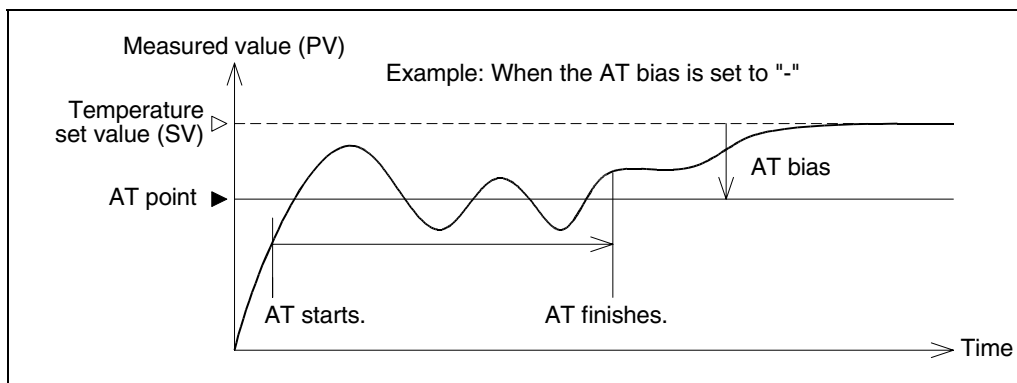 Measured value (PV)
Example: When the AT bias is set to "-"
Temperature
set value (SV)
AT bias
AT point
AT starts.
AT finishes.
Time